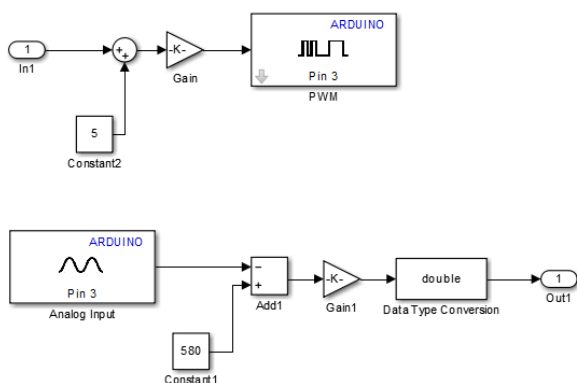 ARDUINO
1
In1
+
+
-K-
Gain
Pin 3
PWM
5
Constant2
ARDUINO
Pin 3
Analog Input
−
+
Add1
-K-
Gain1
double
Data Type Conversion
1
Out1
580
Constant1